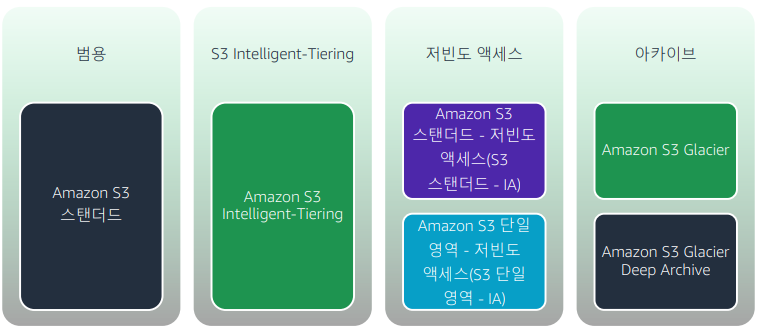 범용
Amazon S3
스탠더드
S3 Intelligent-Tiering
Amazon S3
Intelligent-Tiering
저빈도 액세스
Amazon S3
스탠더드 - 저빈도
액세스(S3
스탠더드 - IA)
Amazon S3 단일
영역 - 저빈도
액세스(S3 단일
영역 - IA)
아카이브
Amazon S3 Glacier
Amazon S3 Glacier
Deep Archive